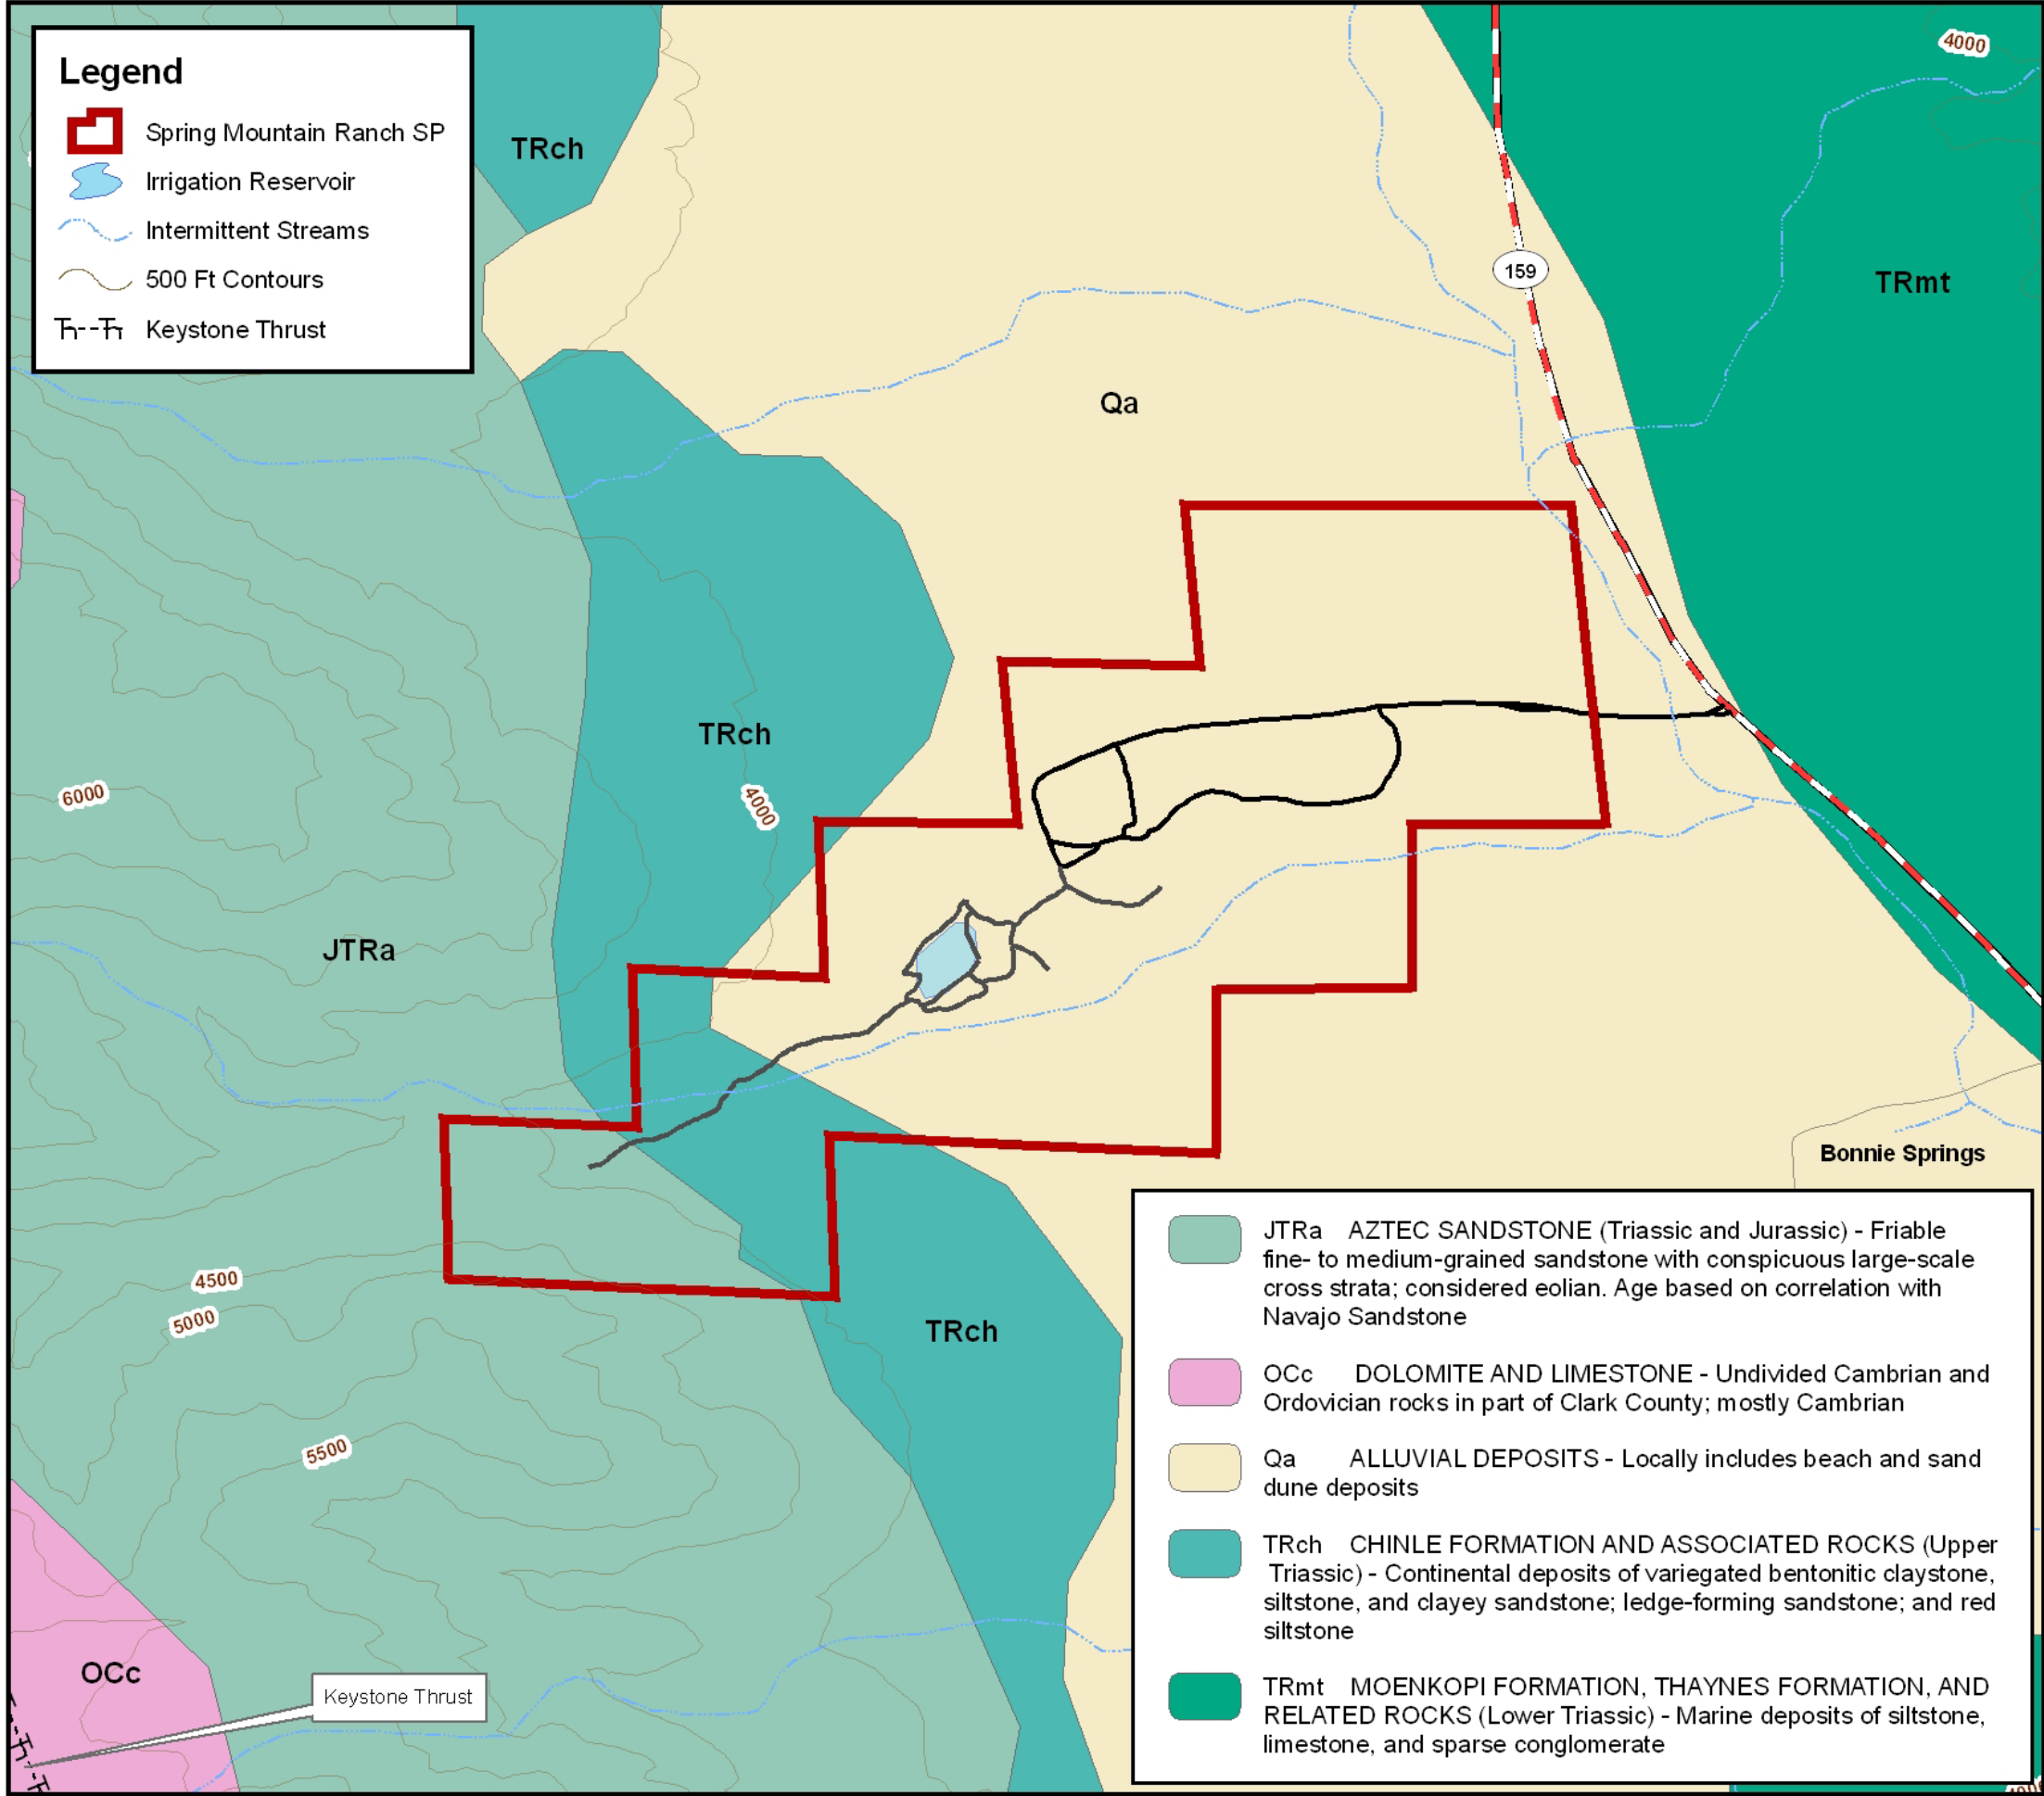 Legend
Spring Mountain Ranch SP
Irrigation Reservoir
Intermittent Streams
500 Ft Contours
Keystone Thrust
TRch
4000
159
TRmt
Qa
TRch
4000
6000
JTRa
4500
5000
5500
TRch
Bonnie Springs
OCc
Keystone Thrust
JTRa AZTEC SANDSTONE (Triassic and Jurassic) - Friable
fine- to medium-grained sandstone with conspicuous large-scale
cross strata; considered eolian. Age based on correlation with
Navajo Sandstone
OCc DOLOMITE AND LIMESTONE - Undivided Cambrian and
Ordovician rocks in part of Clark County; mostly Cambrian
Qa ALLUVIAL DEPOSITS - Locally includes beach and sand
dune deposits
TRch CHINLE FORMATION AND ASSOCIATED ROCKS (Upper
Triassic) - Continental deposits of variegated bentonitic claystone,
siltstone, and clayey sandstone; ledge-forming sandstone; and red
siltstone
TRmt MOENKOPI FORMATION, THAYNES FORMATION, AND
RELATED ROCKS (Lower Triassic) - Marine deposits of siltstone,
limestone, and sparse conglomerate